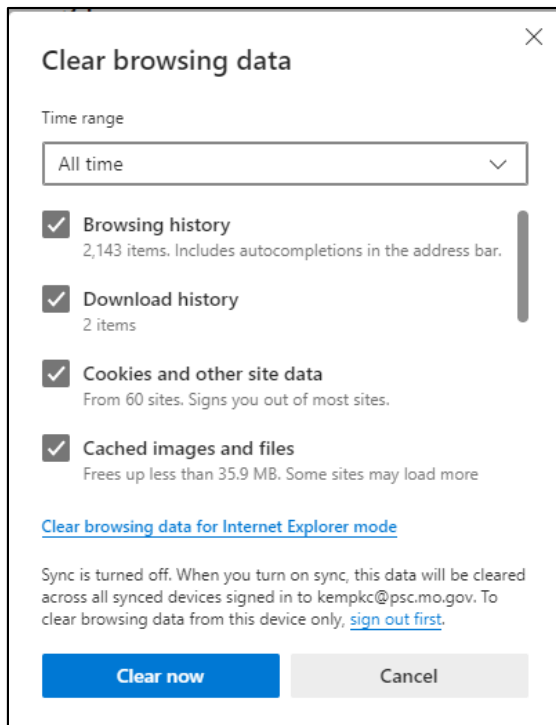 Clear browsing data
Time range
All time
Browsing history
2,143 items. Includes autocompletions in the address bar.
Download history
2 items
Cookies and other site data
From 60 sites. Signs you out of most sites.
Cached images and files
Frees up less than 35.9 MB. Some sites may load more
Clear browsing data for Internet Explorer mode
Sync is turned off. When you turn on sync, this data will be cleared
across all synced devices signed in to kempkc@psc.mo.gov. To
clear browsing data from this device only, sign out first.
Clear now
Cancel